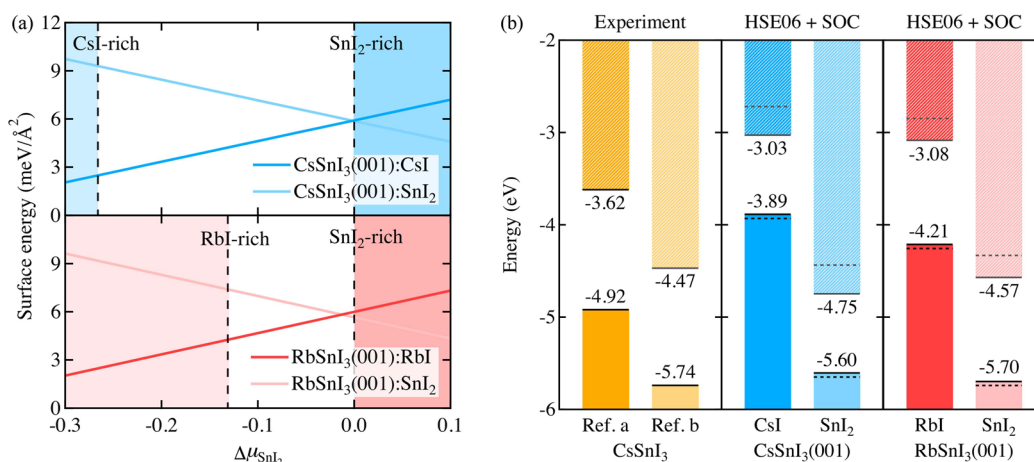 (a)
12
9
6
3
0
9
6
3
0
Surface energy (meV/Å²)
CsI-rich
SnI₂-rich
CsSnI₃(001):CsI
CsSnI₃(001):SnI₂
RbI-rich
SnI₂-rich
RbSnI₃(001):RbI
RbSnI₃(001):SnI₂
-0.3 -0.2 -0.1 0.0 0.1
Δμ_SnI₂
(b)
Experiment HSE06 + SOC HSE06 + SOC
-2
-3
-4
-5
-6
Energy (eV)
-3.62
-4.92
-4.47
-5.74
-3.03
-3.89
-4.75
-5.60
-3.08
-4.21
-4.57
-5.70
Ref. a Ref. b CsI SnI₂ RbI SnI₂
CsSnI₃ CsSnI₃(001) RbSnI₃(001)